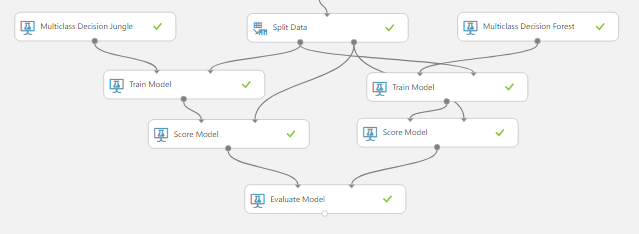 Multiclass Decision Jungle
Split Data
Multiclass Decision Forest
Train Model
Train Model
Score Model
Score Model
Evaluate Model